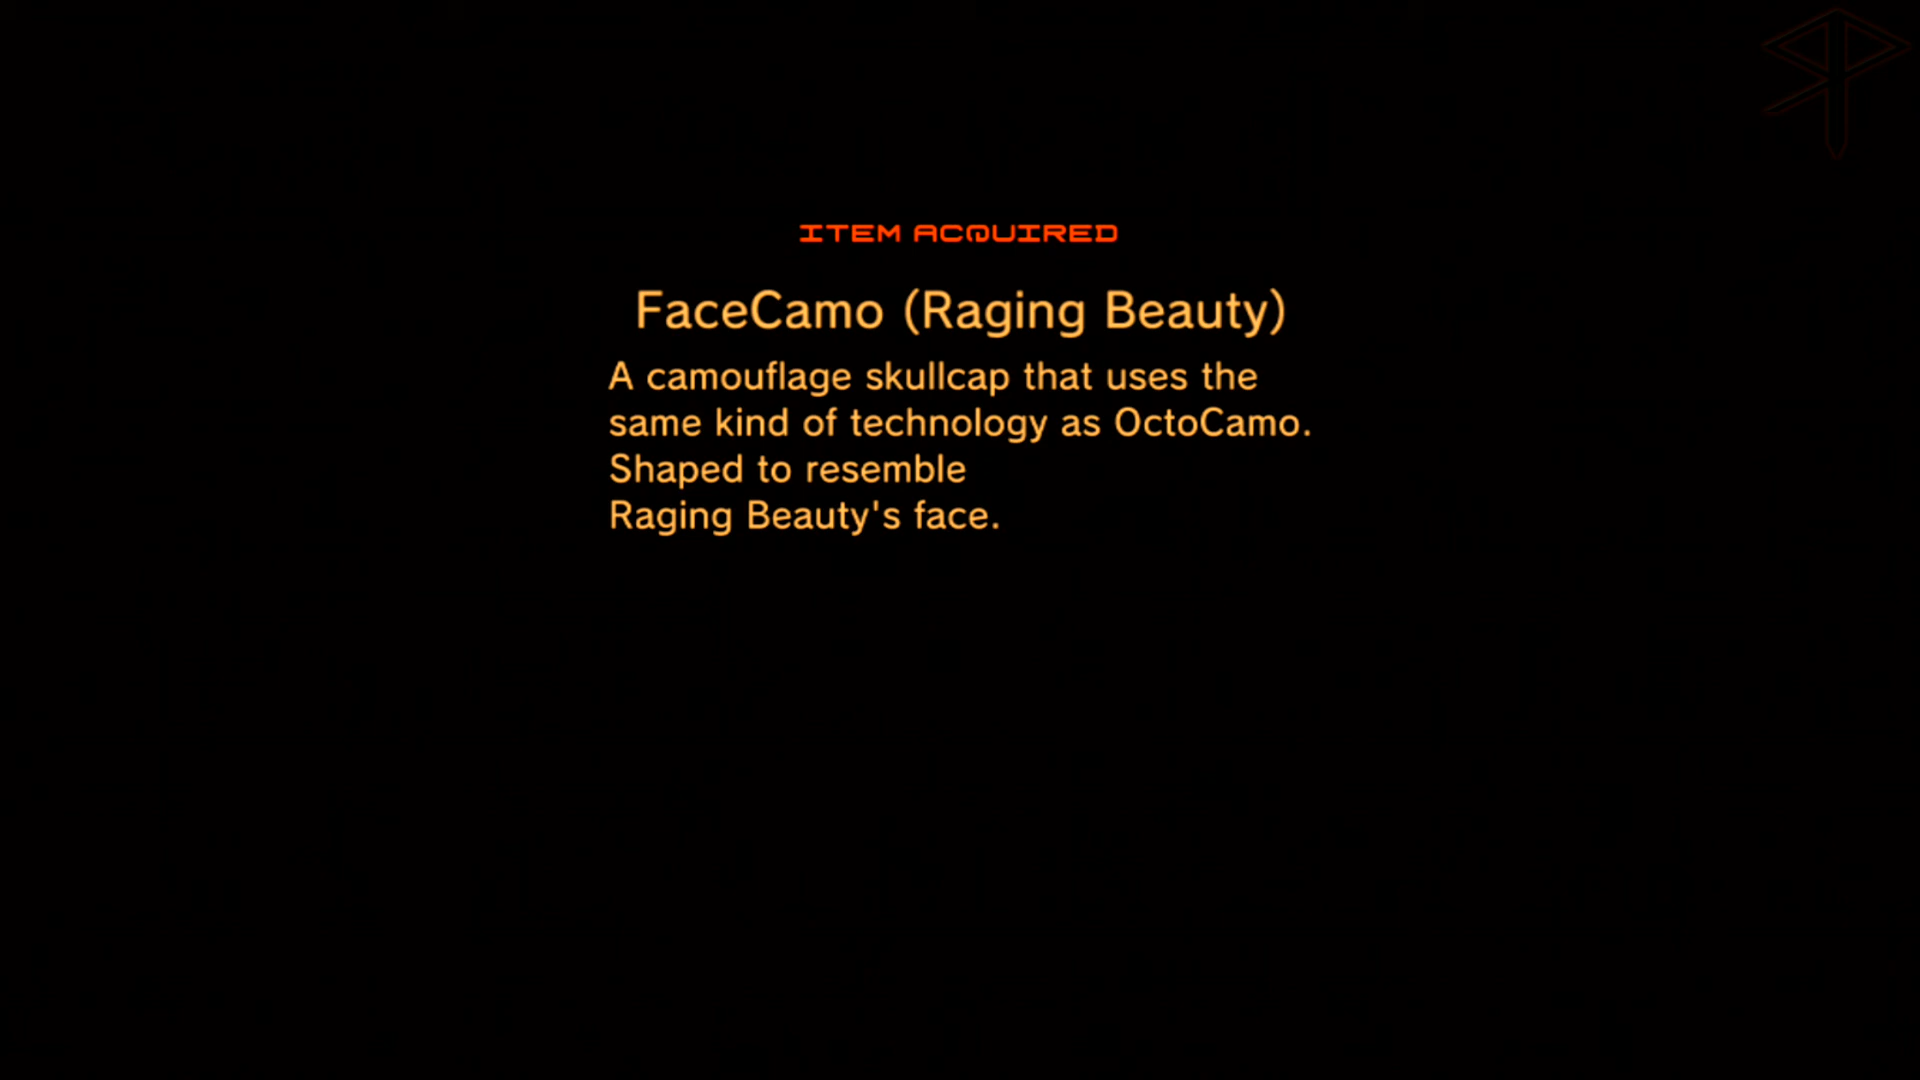 ITEM ACQUIRED
FaceCamo (Raging Beauty)
A camouflage skullcap that uses the
same kind of technology as OctoCamo.
Shaped to resemble
Raging Beauty's face.